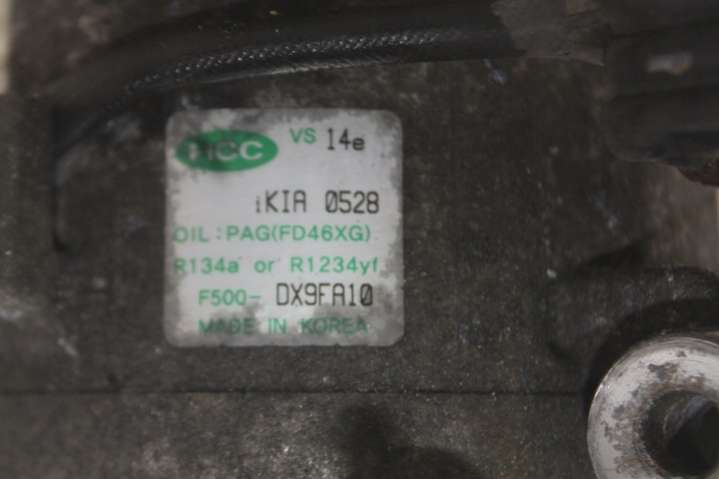 HCC VS 14e
iKIA 0528
OIL : PAG(FD46XG)
R134a or R1234yf
F500- DX9FA10
MADE IN KOREA